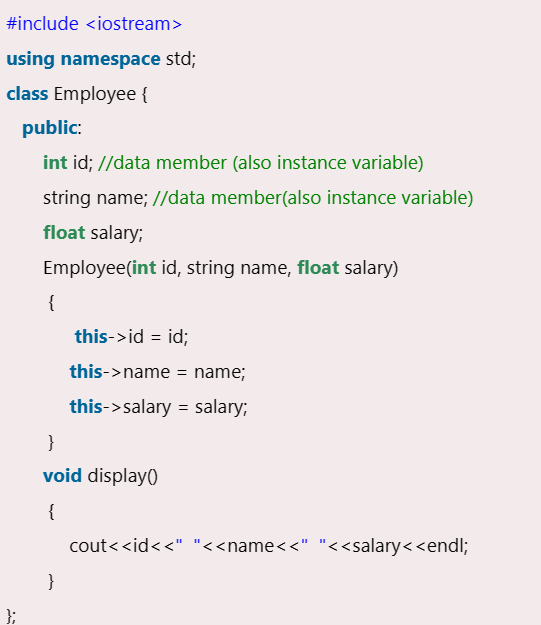 #include <iostream>
using namespace std;
class Employee {
public:
int id; //data member (also instance variable)
string name; //data member(also instance variable)
float salary;
Employee(int id, string name, float salary)
{
this->id = id;
this->name = name;
this->salary = salary;
}
void display()
{
cout<<id<<"  "<<name<<"  "<<salary<<endl;
}
};